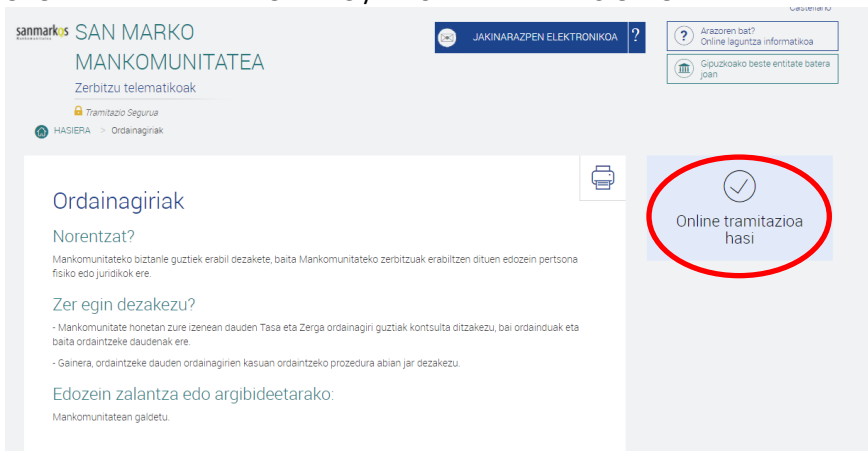 Castellano
sanmarkos SAN MARKO
MANKOMUNITATEA
Zerbitzu telematikoak
Tramitazio Segurua
JAKINARAZPEN ELEKTRONIKOA ?
? Arazoren bat?
Online laguntza informatikoa
Gipuzkoako beste entitate batera
joan
HASIERA > Ordainagiriak
Ordainagiriak
Norentzat?
Mankomunitateko biztanle guztiek erabil dezakete, baita Mankomunitateko zerbitzuak erabiltzen dituen edozein pertsona
fisiko edo juridikok ere.
Zer egin dezakezu?
- Mankomunitate honetan zure izenean dauden Tasa eta Zerga ordainagiri guztiak kontsulta ditzakezu, bai ordainduak eta
baita ordaintzeke daudenak ere.
- Gainera, ordaintzeke dauden ordainagirien kasuan ordaintzeko prozedura abian jar dezakezu.
Edozein zalantza edo argibideetarako:
Mankomunitatean galdetu.
Online tramitazioa
hasi